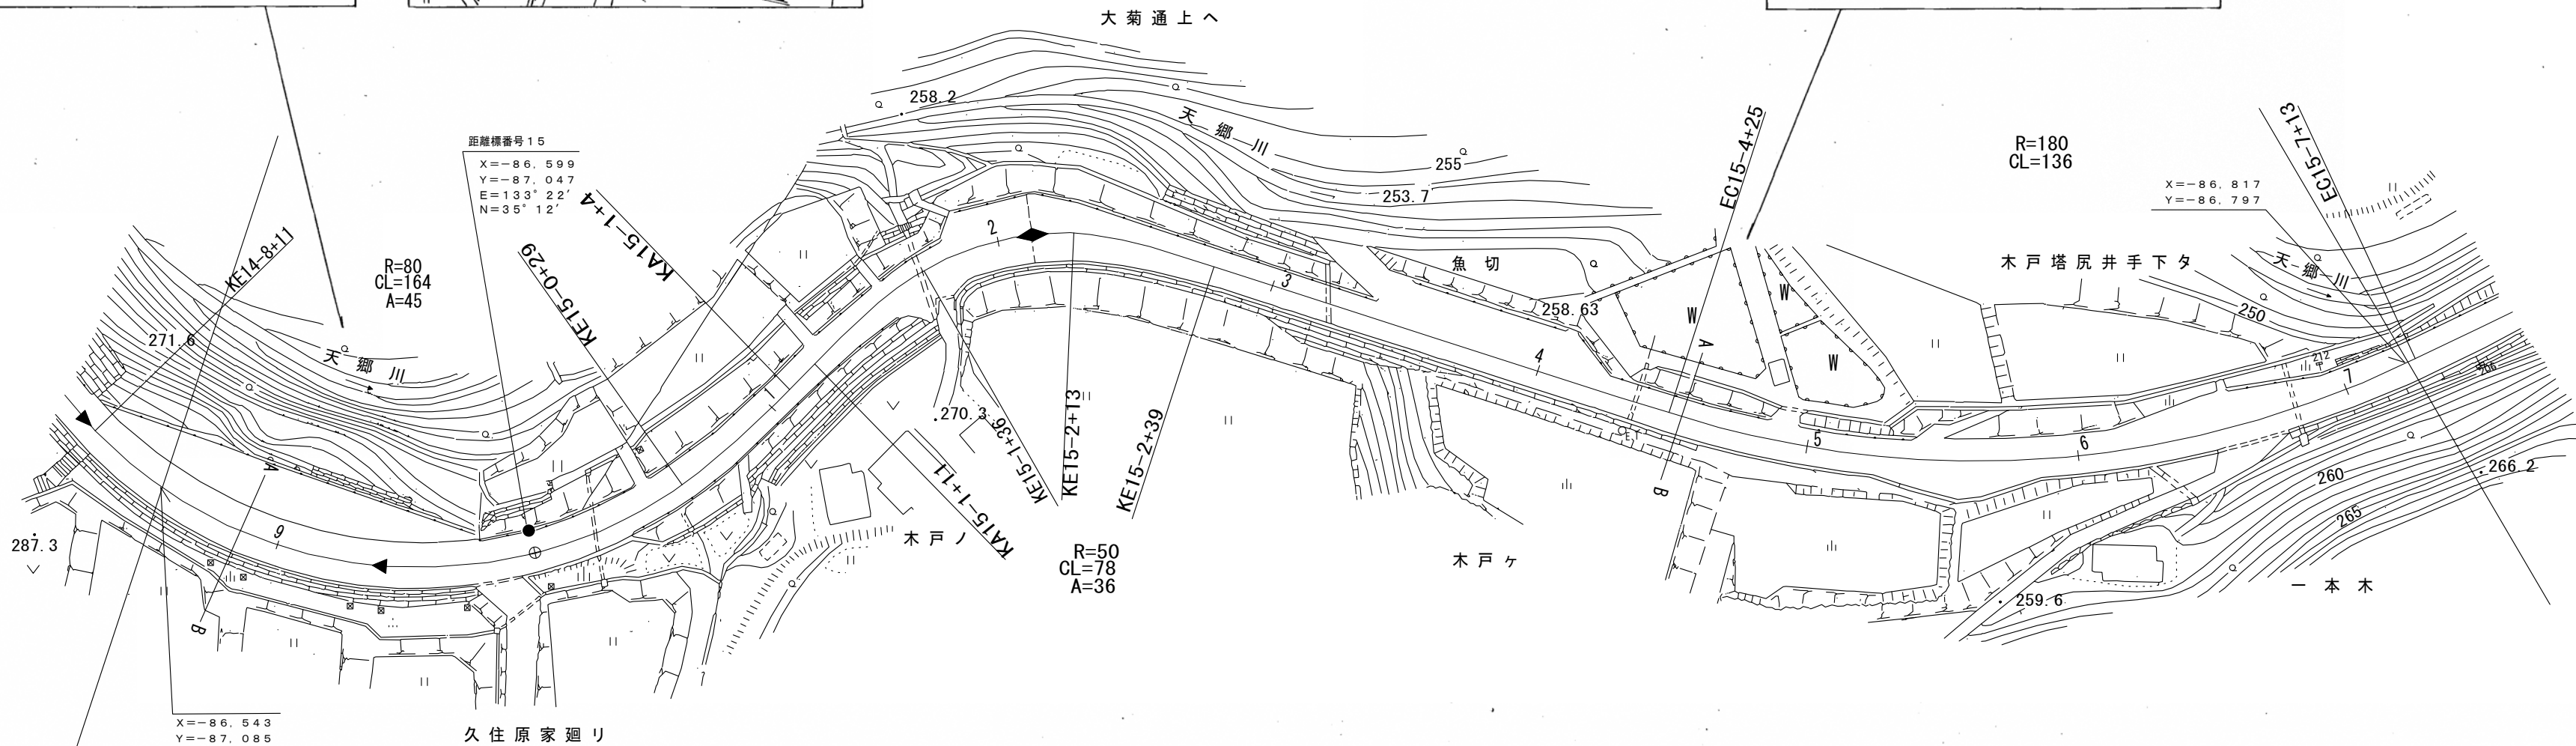 大菊通上ヘ
258.2
天郷川
255
253.7
EC15-4+25
R=180
CL=136
EC15-7+13
X=-86,817
Y=-86,797
距離標番号15
X=-86,599
Y=-87,047
E=133°22′
N=35°12′
KA15-1+4
KE15-0+29
KE14-8+11
R=80
CL=164
A=45
271.6
天郷川
2
3
魚切
258.63
W
W
W
A
木戸塔尻井手下タ
天郷川
250
212
7
266
4
5
6
1
270.3
KE15-1+36
KE15-2+13
KE15-2+39
KA15-1+11
木戸ノ
R=50
CL=78
A=36
木戸ヶ
B
E
260
266.2
265
259.6
一本木
A
9
287.3
B
X=-86,543
Y=-87,085
久住原家廻リ